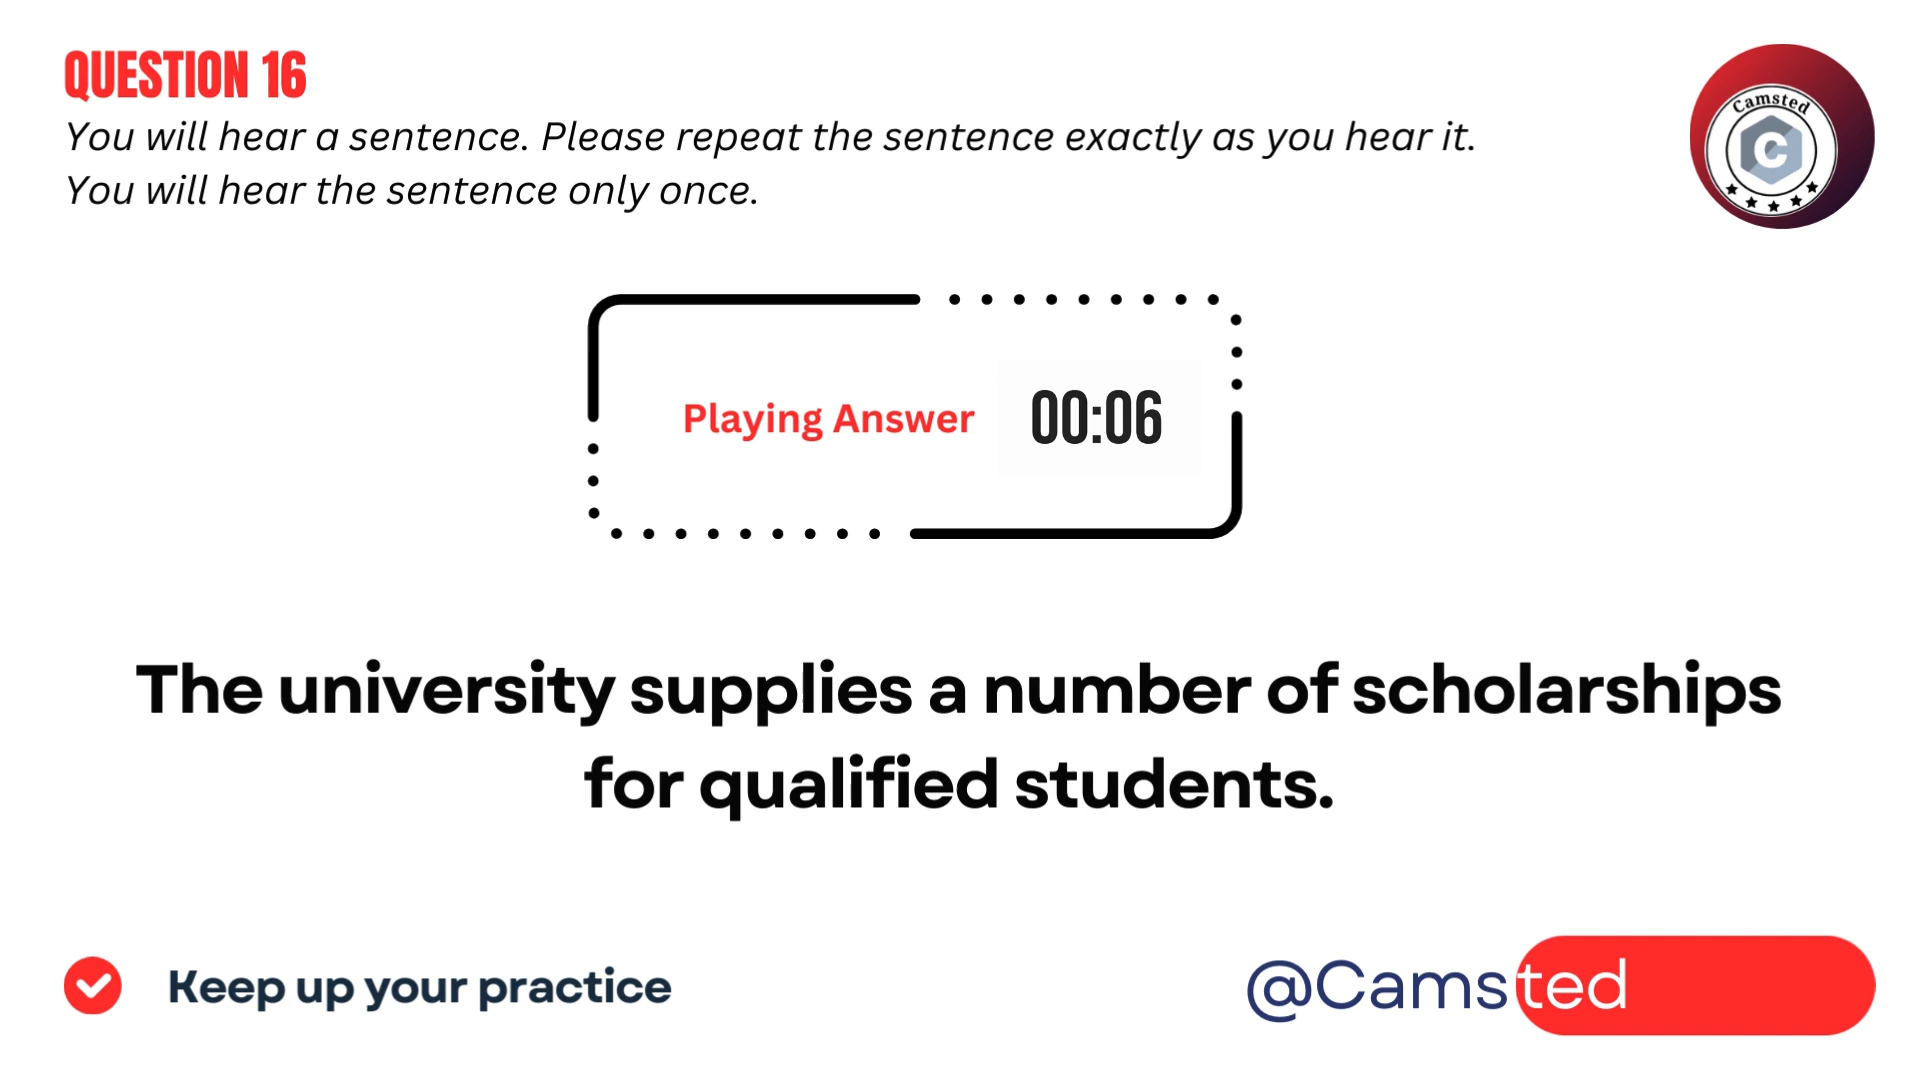 QUESTION 16
You will hear a sentence. Please repeat the sentence exactly as you hear it.
You will hear the sentence only once.
Camsted
C
Playing Answer 00:06
The university supplies a number of scholarships
for qualified students.
Keep up your practice
@Camsted